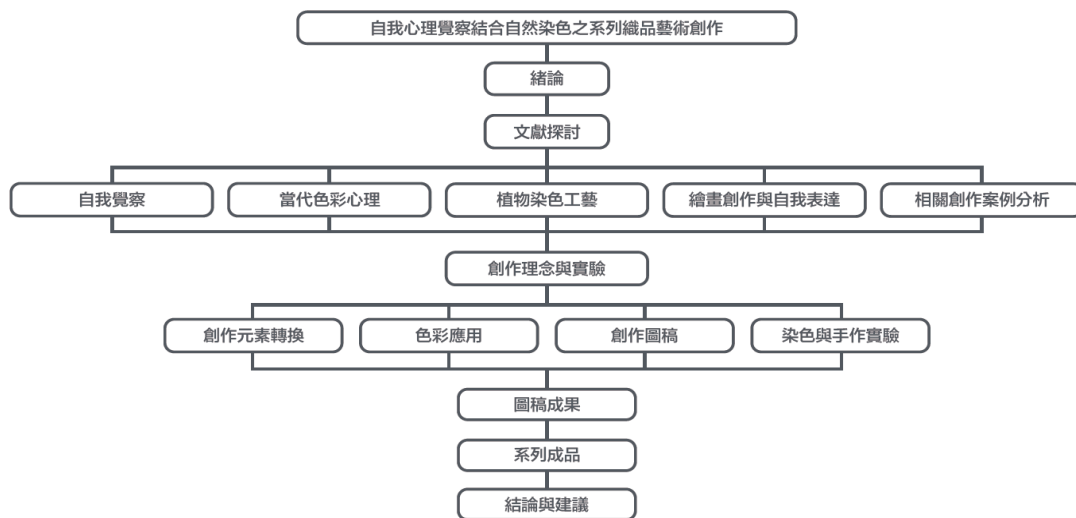 自我心理覺察結合自然染色之系列織品藝術創作
緒論
文獻探討
自我覺察
當代色彩心理
植物染色工藝
繪畫創作與自我表達
相關創作案例分析
創作理念與實驗
創作元素轉換
色彩應用
創作圖稿
染色與手作實驗
圖稿成果
系列成品
結論與建議